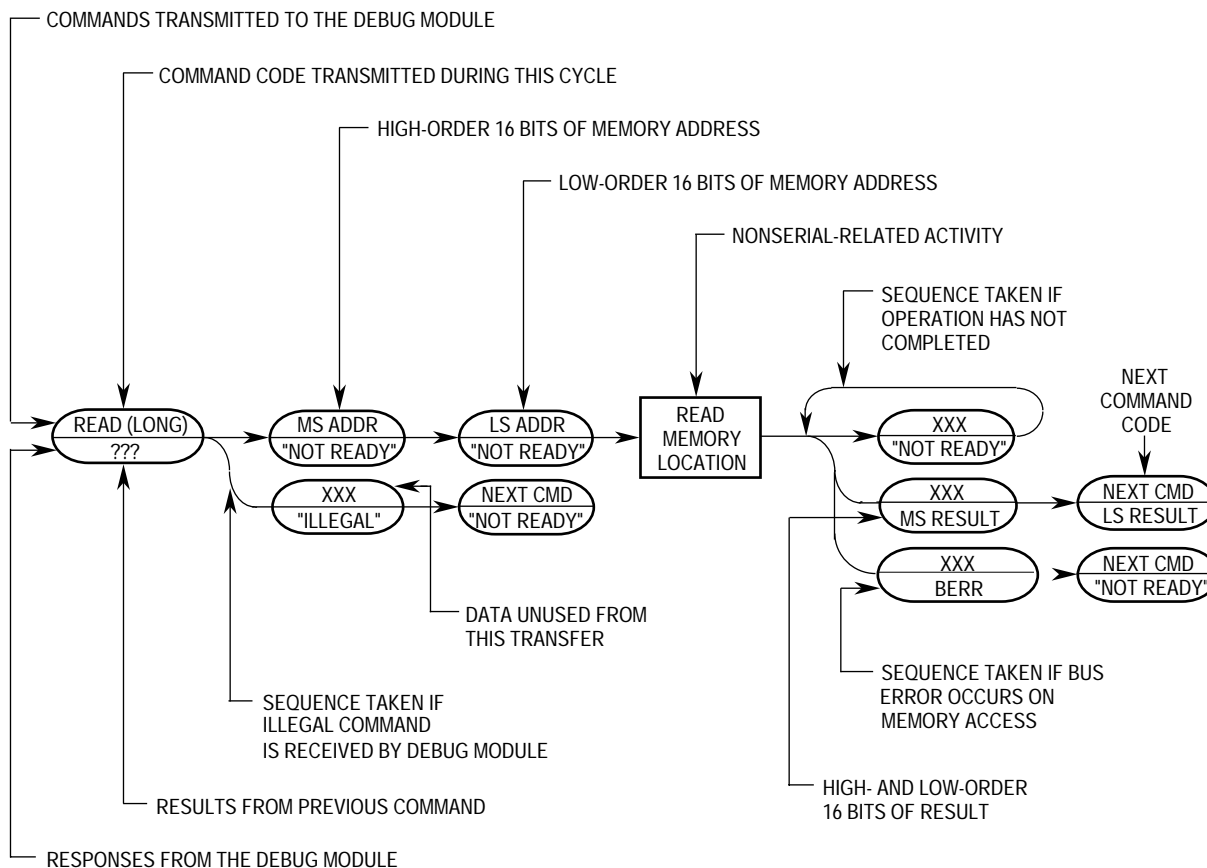 COMMANDS TRANSMITTED TO THE DEBUG MODULE
COMMAND CODE TRANSMITTED DURING THIS CYCLE
HIGH-ORDER 16 BITS OF MEMORY ADDRESS
LOW-ORDER 16 BITS OF MEMORY ADDRESS
NONSERIAL-RELATED ACTIVITY
SEQUENCE TAKEN IF
OPERATION HAS NOT
COMPLETED
NEXT
COMMAND
CODE
READ (LONG)
???
MS ADDR
"NOT READY"
LS ADDR
"NOT READY"
READ
MEMORY
LOCATION
XXX
"NOT READY"
XXX
"ILLEGAL"
NEXT CMD
"NOT READY"
XXX
MS RESULT
NEXT CMD
LS RESULT
XXX
BERR
NEXT CMD
"NOT READY"
DATA UNUSED FROM
THIS TRANSFER
SEQUENCE TAKEN IF
ILLEGAL COMMAND
IS RECEIVED BY DEBUG MODULE
SEQUENCE TAKEN IF BUS
ERROR OCCURS ON
MEMORY ACCESS
RESULTS FROM PREVIOUS COMMAND
HIGH- AND LOW-ORDER
16 BITS OF RESULT
RESPONSES FROM THE DEBUG MODULE